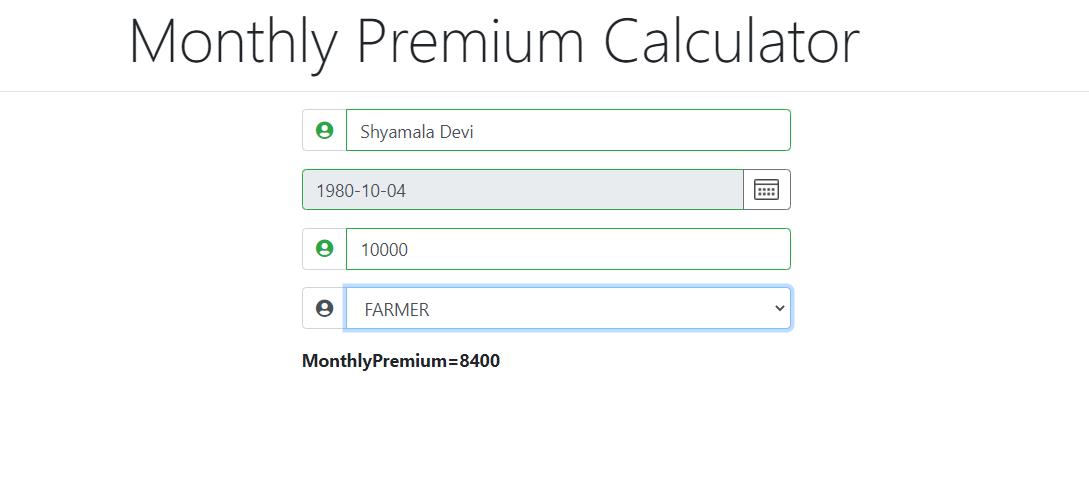 Monthly Premium Calculator
Shyamala Devi
1980-10-04
10000
FARMER
MonthlyPremium=8400